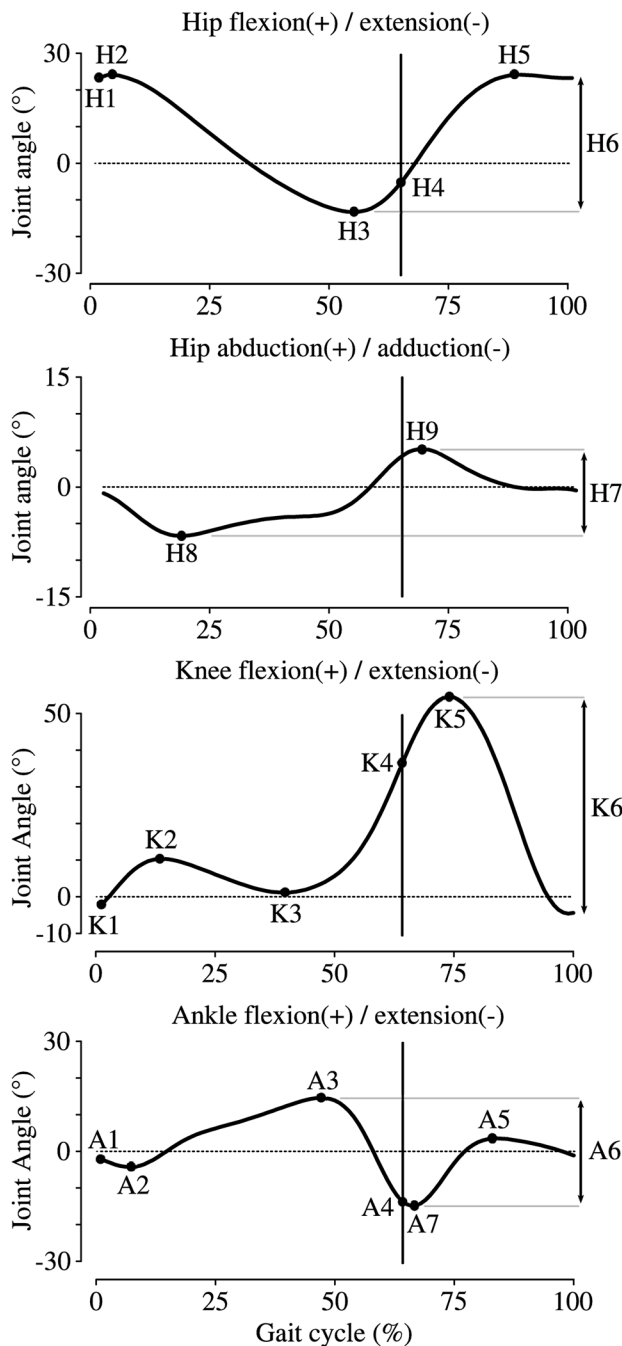 Hip flexion(+) / extension(-)
Joint angle (°)
30
0
-30
H1
H2
H3
H4
H5
H6
0
25
50
75
100
Hip abduction(+) / adduction(-)
Joint angle (°)
15
0
-15
H8
H9
H7
0
25
50
75
100
Knee flexion(+) / extension(-)
Joint Angle (°)
50
0
-10
K1
K2
K3
K4
K5
K6
0
25
50
75
100
Ankle flexion(+) / extension(-)
Joint Angle (°)
30
0
-30
A1
A2
A3
A4
A7
A5
A6
0
25
50
75
100
Gait cycle (%)